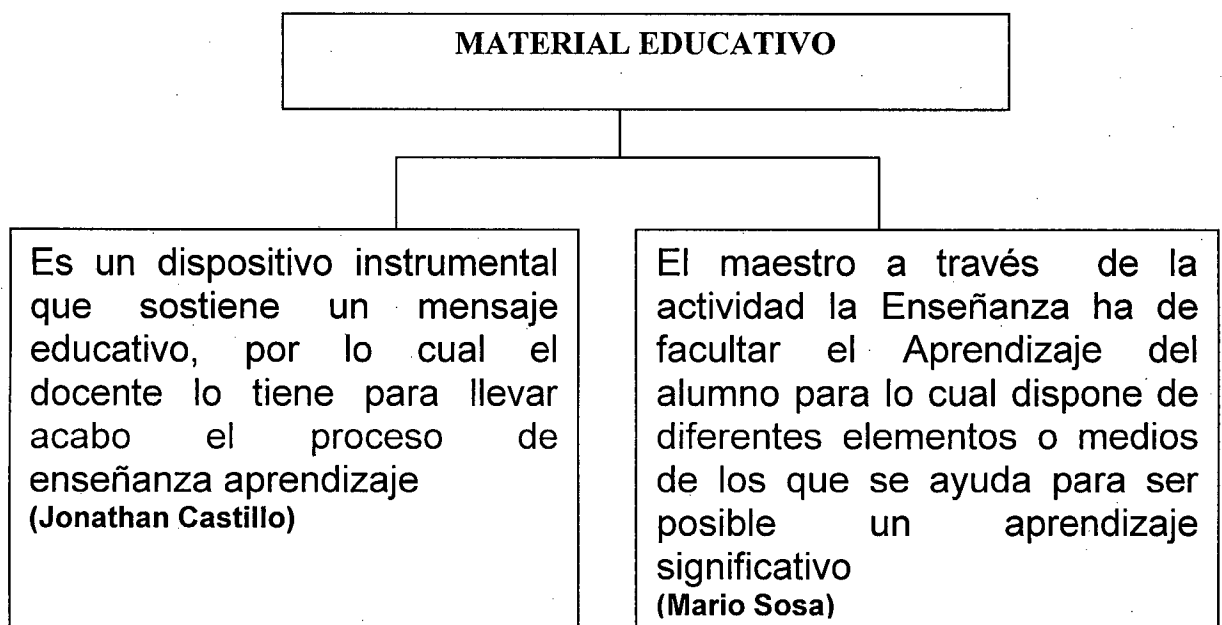 MATERIAL EDUCATIVO
Es un dispositivo instrumental
que sostiene un mensaje
educativo, por lo cual el
docente lo tiene para llevar
acabo el proceso de
enseñanza aprendizaje
(Jonathan Castillo)
El maestro a través de la
actividad la Enseñanza ha de
facultar el Aprendizaje del
alumno para lo cual dispone de
diferentes elementos o medios
de los que se ayuda para ser
posible un aprendizaje
significativo
(Mario Sosa)